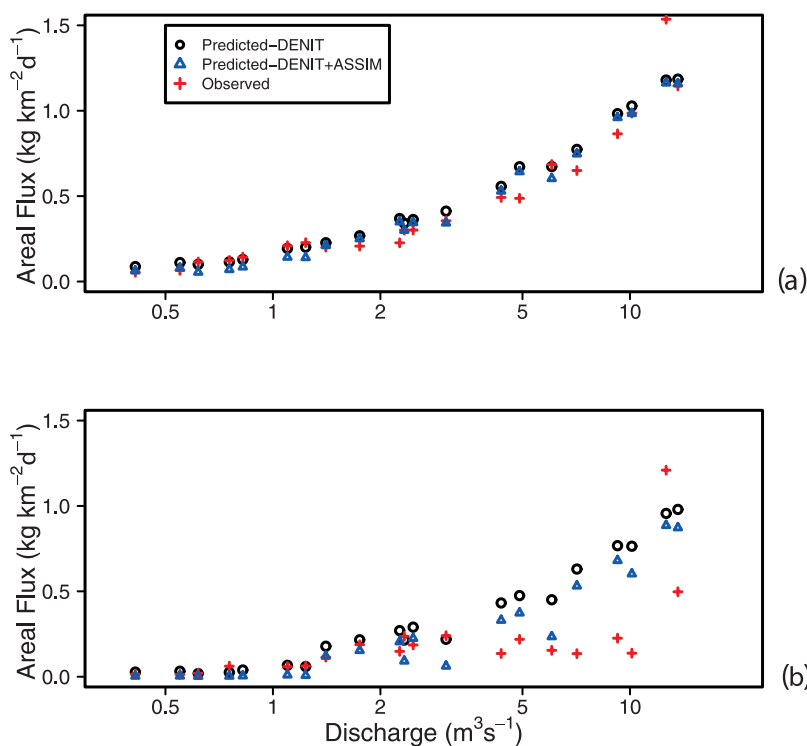 Areal Flux (kg km⁻²d⁻¹)
1.5
1.0
0.5
0.0
Predicted−DENIT
Predicted−DENIT+ASSIM
Observed
0.5 1 2 5 10
(a)
Areal Flux (kg km⁻²d⁻¹)
1.5
1.0
0.5
0.0
0.5 1 2 5 10
(b)
Discharge (m³s⁻¹)